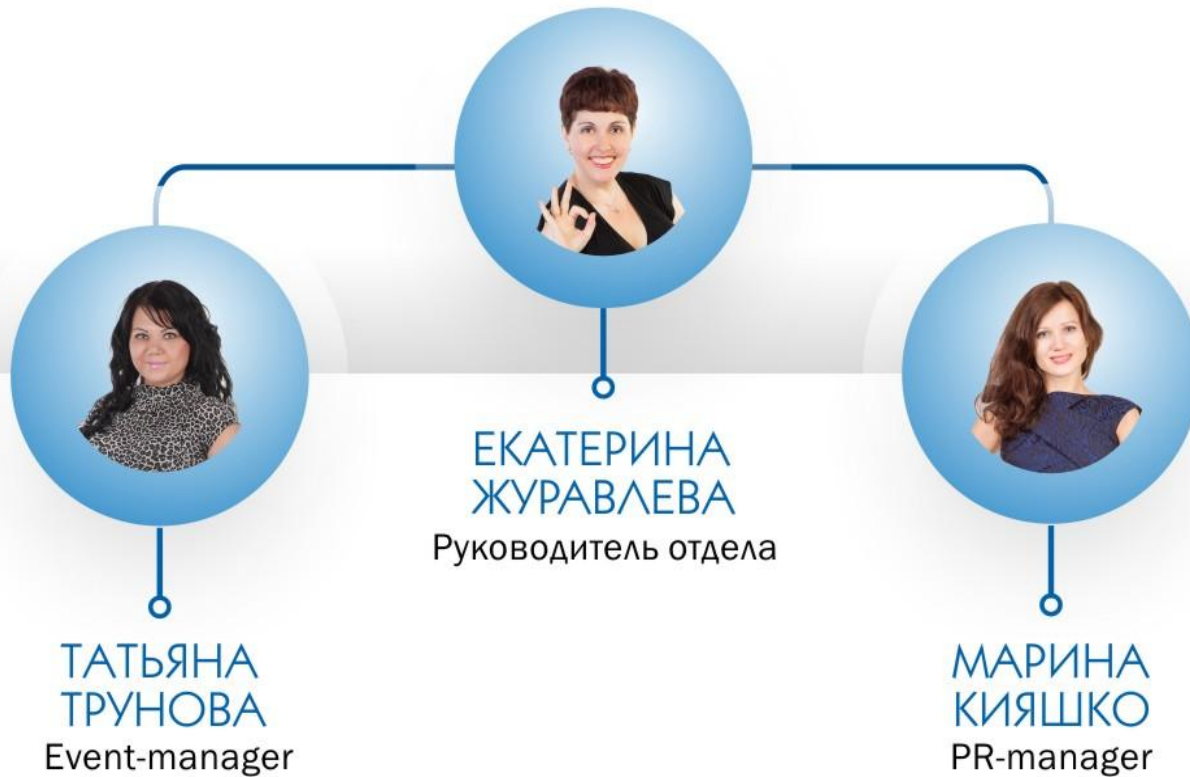 ЕКАТЕРИНА
ЖУРАВЛЕВА
Руководитель отдела
ТАТЬЯНА
ТРУНОВА
Event-manager
МАРИНА
КИЯШКО
PR-manager